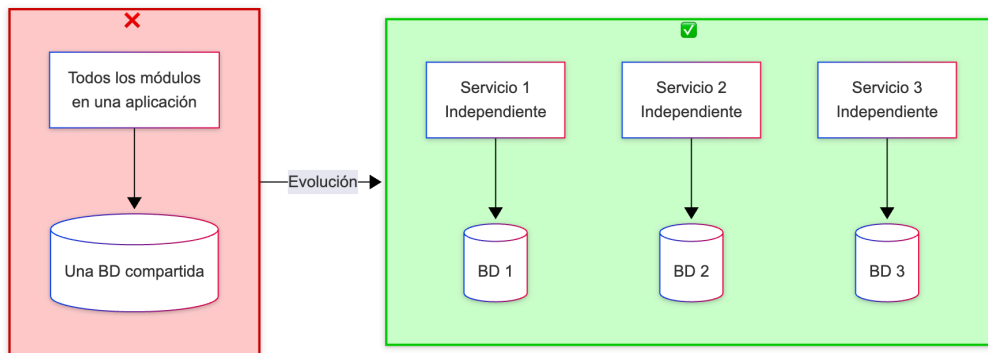 Todos los módulos
en una aplicación
Una BD compartida
Evolución
Servicio 1
Independiente
Servicio 2
Independiente
Servicio 3
Independiente
BD 1
BD 2
BD 3